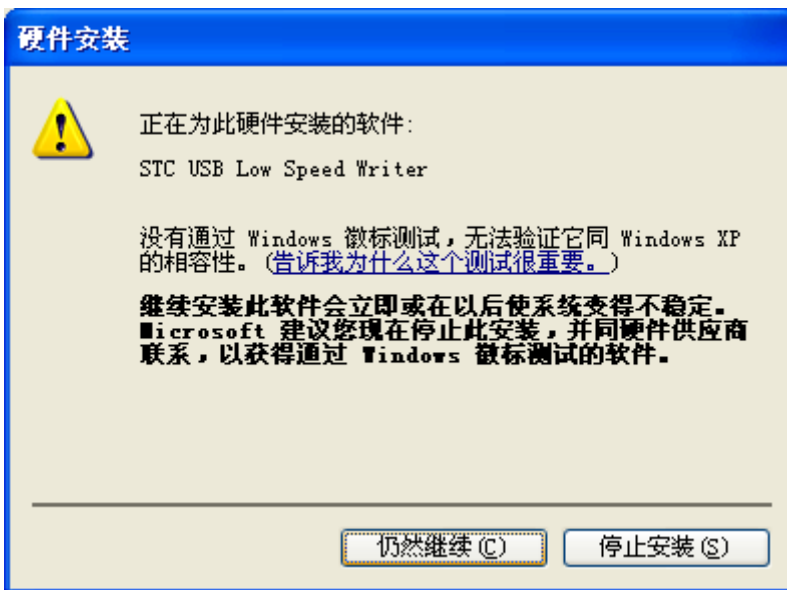 硬件安装
正在为此硬件安装的软件:
STC USB Low Speed Writer
没有通过 Windows 徽标测试，无法验证它同 Windows XP
的相容性。(告诉我为什么这个测试很重要。)
继续安装此软件会立即或在以后使系统变得不稳定。
Microsoft 建议您现在停止此安装，并同硬件供应商
联系，以获得通过 Windows 徽标测试的软件。
仍然继续(C)
停止安装(S)